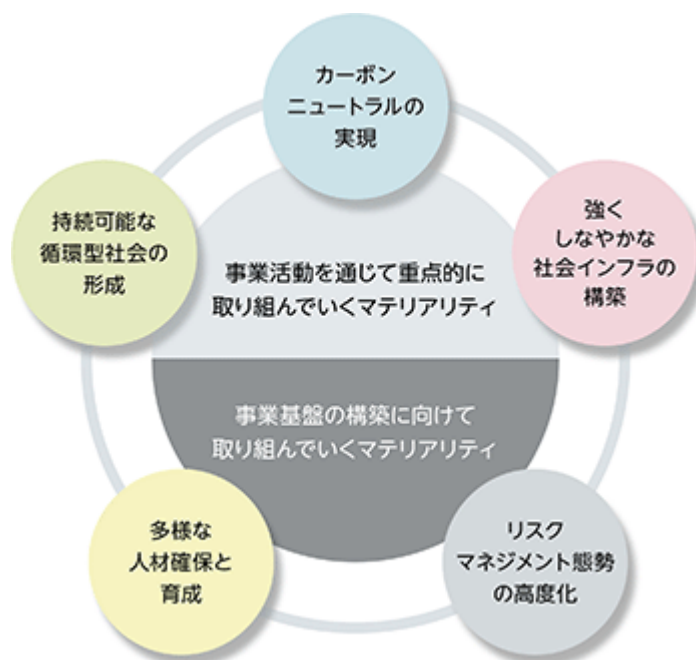 カーボン
ニュートラルの
実現
持続可能な
循環型社会の
形成
強く
しなやかな
社会インフラの
構築
事業活動を通じて重点的に
取り組んでいくマテリアリティ
事業基盤の構築に向けて
取り組んでいくマテリアリティ
多様な
人材確保と
育成
リスク
マネジメント態勢
の高度化